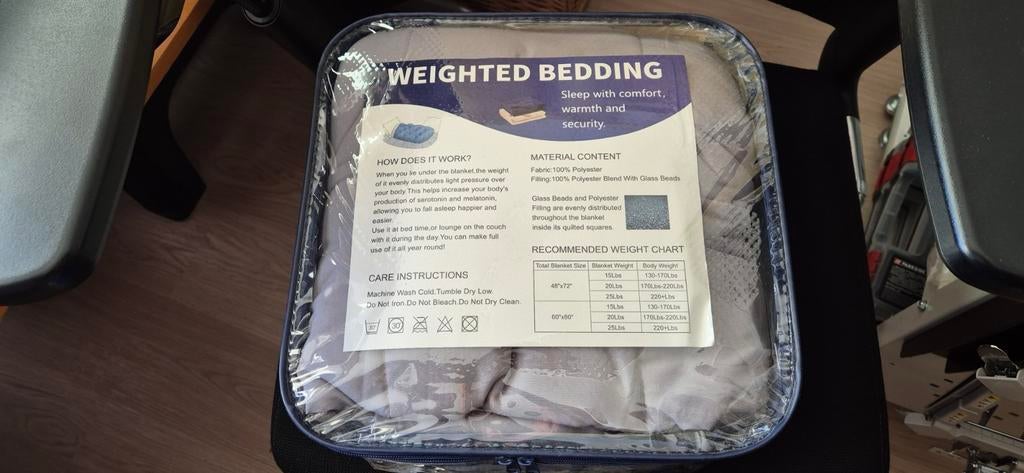 WEIGHTED BEDDING
Sleep with comfort,
warmth and
security.
HOW DOES IT WORK?
When you lie under the blanket,the weight
of it evenly distributes light pressure over
your body.This helps increase your body's
production of serotonin and melatonin,
allowing you to fall asleep happier and
easier.
Use it at bed time,or lounge on the couch
with it during the day.You can make full
use of it all year round!
CARE INSTRUCTIONS
Machine Wash Cold.Tumble Dry Low.
Do Not Iron.Do Not Bleach.Do Not Dry Clean.
30°
30
MATERIAL CONTENT
Fabric:100% Polyester
Filling:100% Polyester Blend With Glass Beads
Glass Beads and Polyester
Filling are evenly distributed
throughout the blanket
inside its quilted squares.
RECOMMENDED WEIGHT CHART
Total Blanket Size Blanket Weight Body Weight
48"x72" 15Lbs 130-170Lbs
20Lbs 170Lbs-220Lbs
25Lbs 220+Lbs
60"x80" 15Lbs 130-170Lbs
20Lbs 170Lbs-220Lbs
25Lbs 220+Lbs